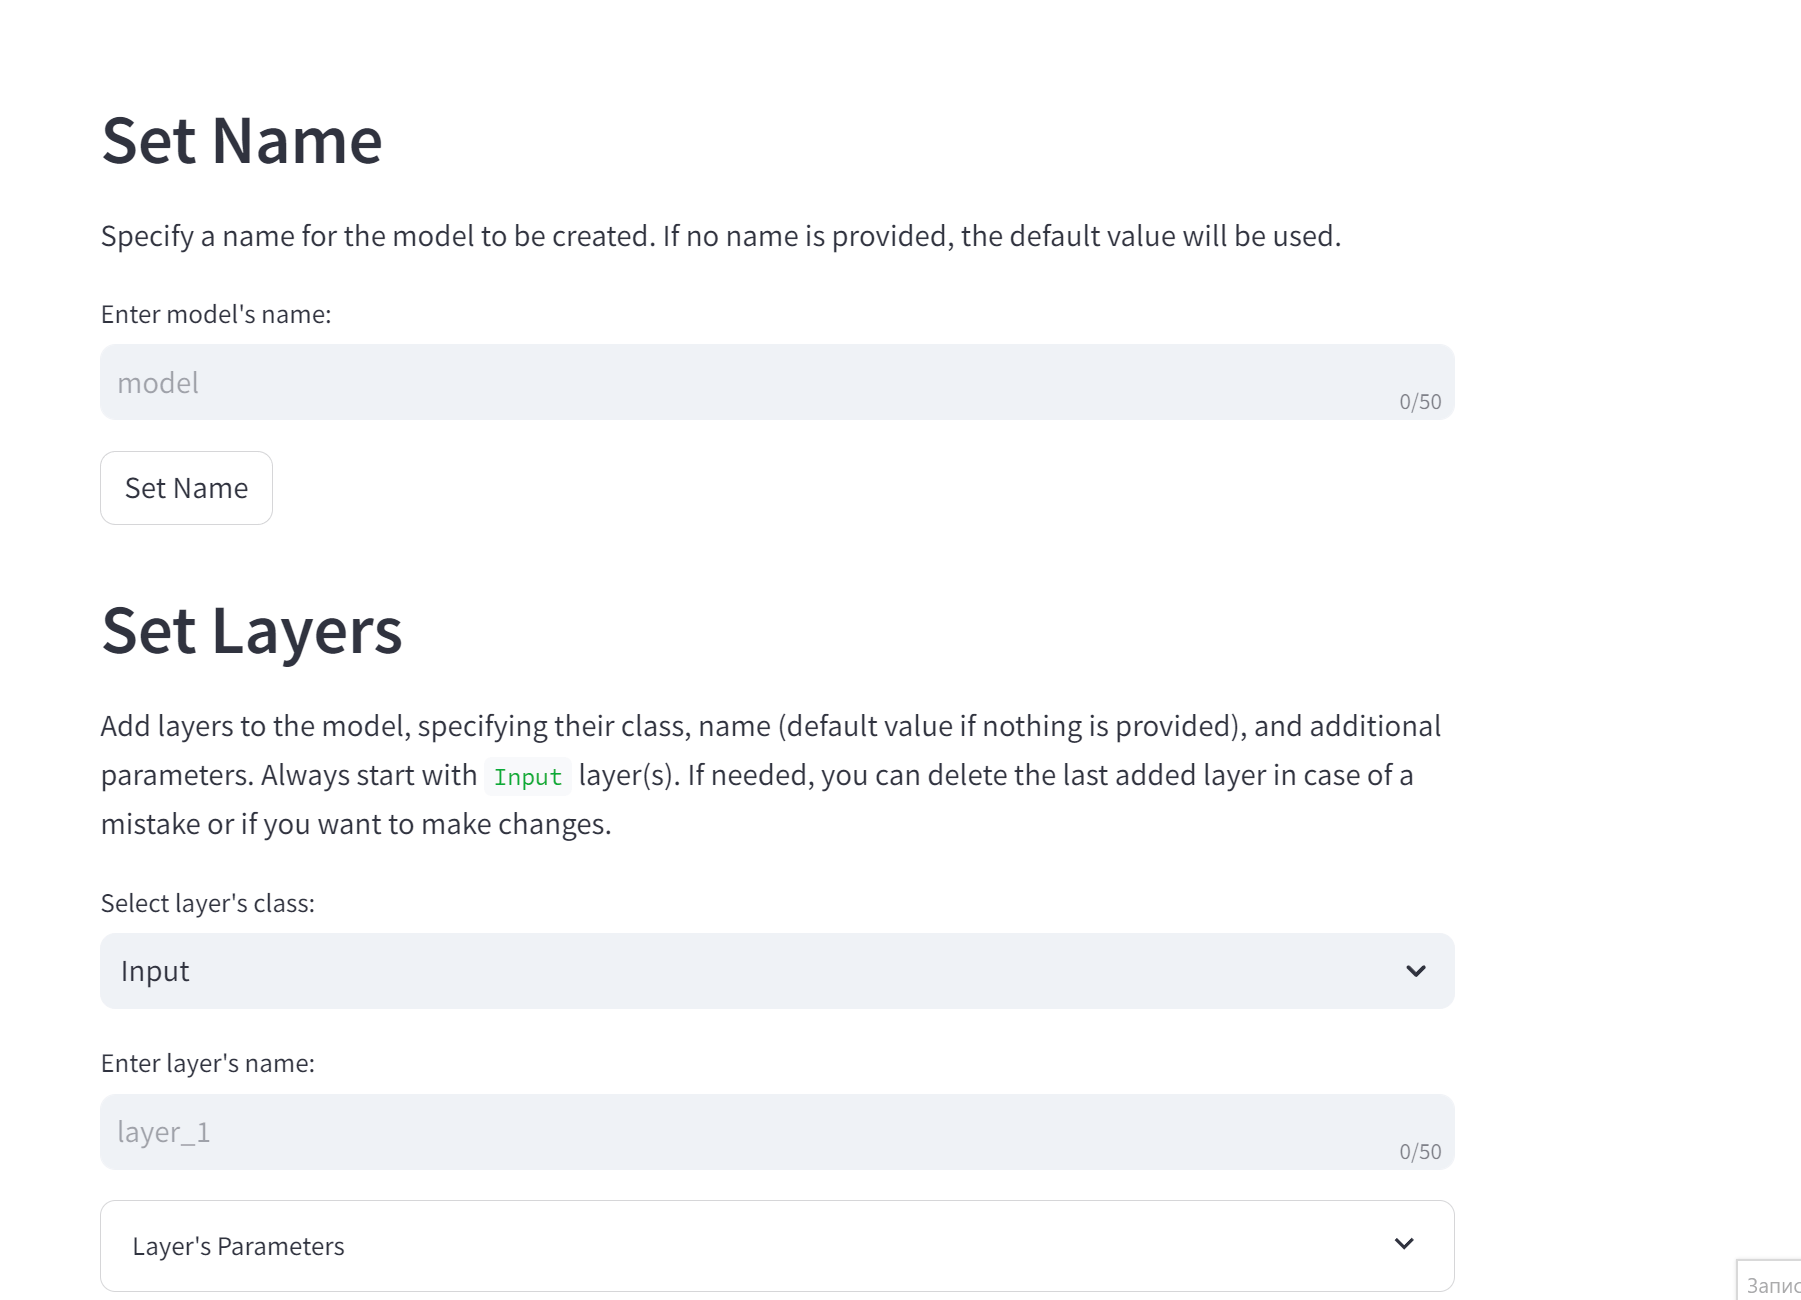 Set Name
Specify a name for the model to be created. If no name is provided, the default value will be used.
Enter model's name:
model
0/50
Set Name
Set Layers
Add layers to the model, specifying their class, name (default value if nothing is provided), and additional
parameters. Always start with Input layer(s). If needed, you can delete the last added layer in case of a
mistake or if you want to make changes.
Select layer's class:
Input
Enter layer's name:
layer_1
0/50
Layer's Parameters